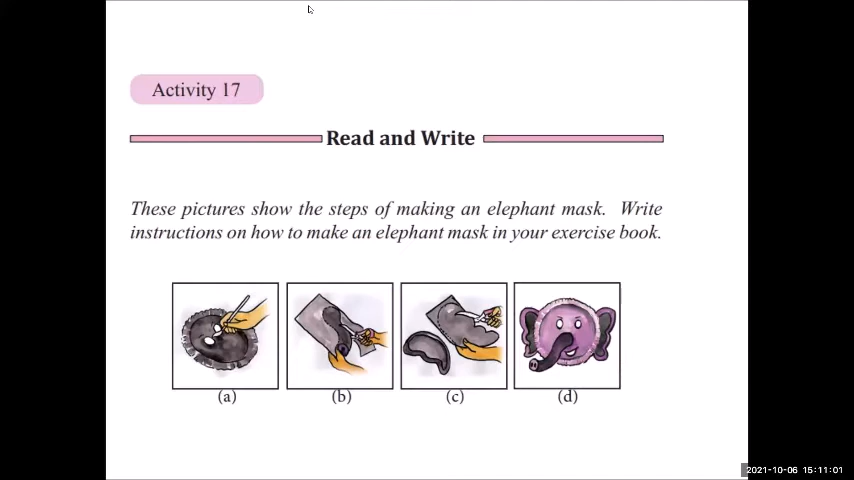 Activity 17
Read and Write
These pictures show the steps of making an elephant mask. Write
instructions on how to make an elephant mask in your exercise book.
(a) (b) (c) (d)
2021-10-06 15:11:01